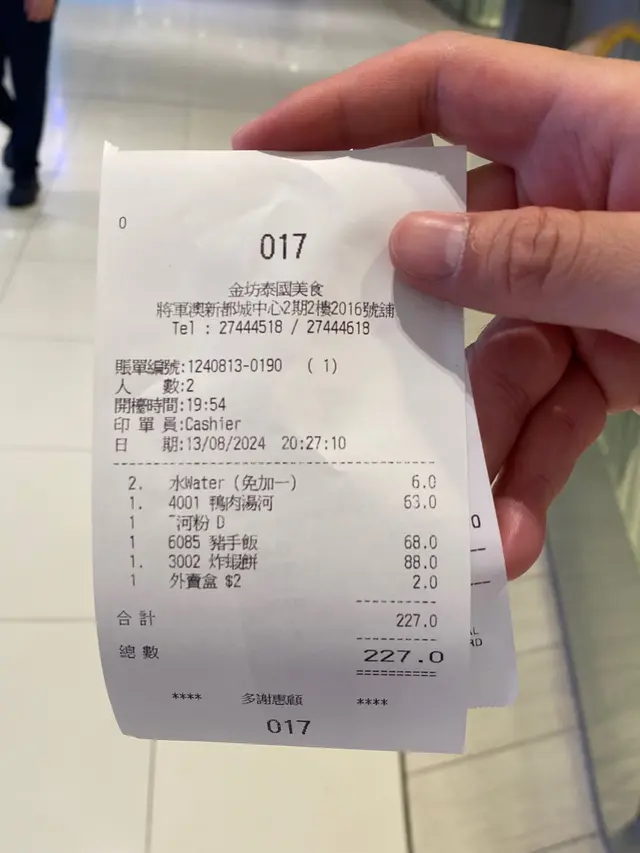 0
017
金坊泰國美食
將軍澳新都城中心2期2樓2016號舖
Tel : 27444518 / 27444618
賬單編號:1240813-0190 ( 1)
人 數:2
開檯時間:19:54
印 單 員:Cashier
日 期:13/08/2024 20:27:10
2. 水Water (免加一) 6.0
1. 4001 鴨肉湯河 63.0
1 ~河粉 D
1 6085 豬手飯 68.0
1. 3002 炸蝦餅 88.0
1 外賣盒 $2 2.0
合計 227.0
總數 227.0
**** 多謝惠顧 ****
017
0
AL
RD